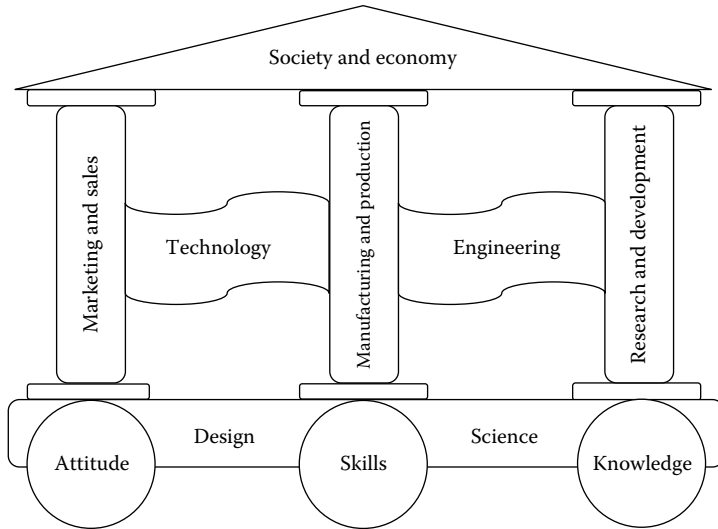 Society and economy
Marketing and sales
Technology
Manufacturing and production
Engineering
Research and development
Design
Science
Attitude
Skills
Knowledge